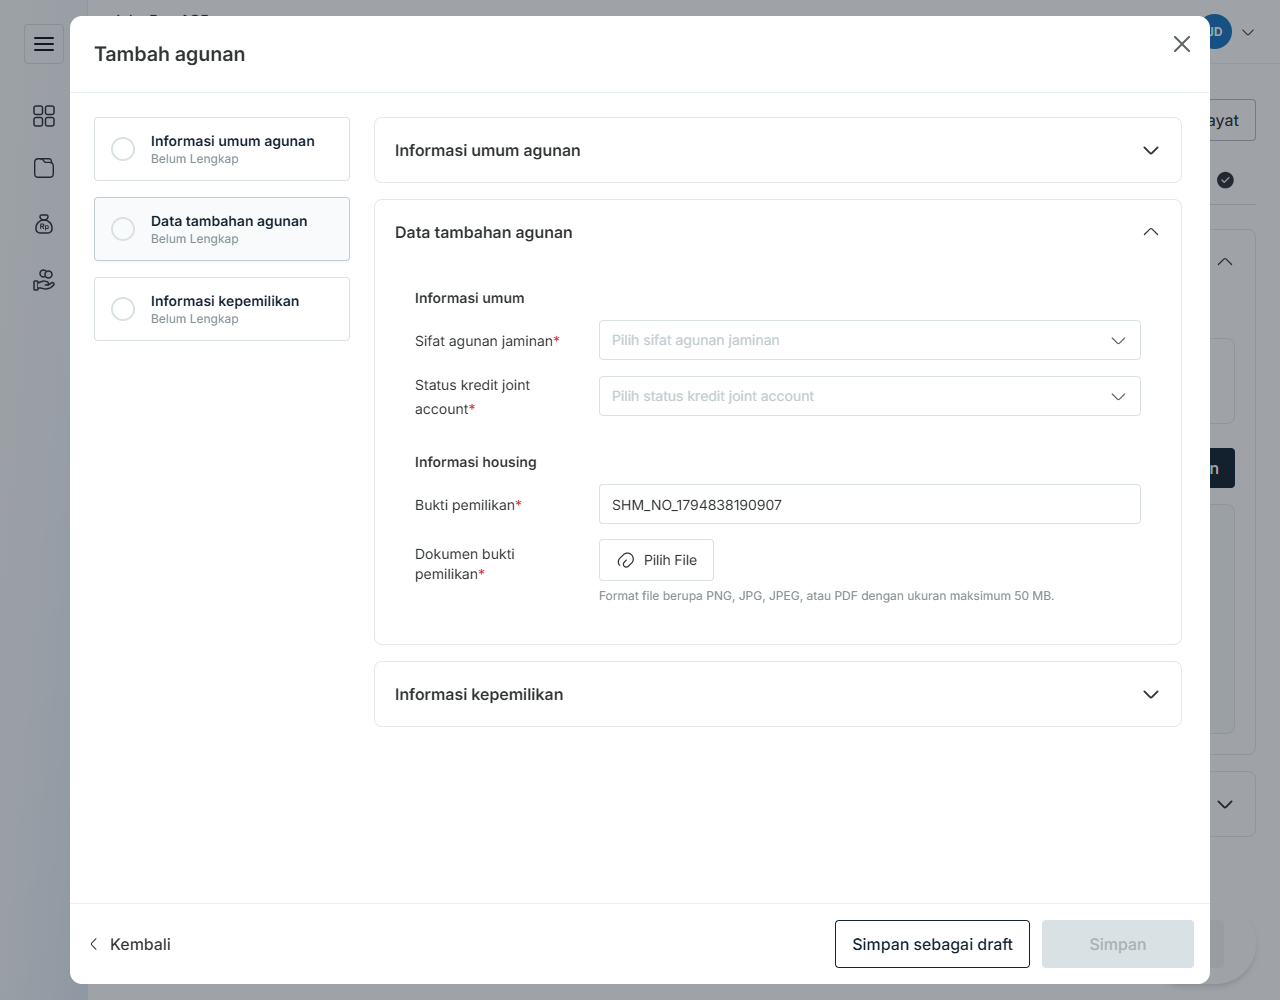 Tambah agunan
JD
Informasi umum agunan
Belum Lengkap
Data tambahan agunan
Belum Lengkap
Informasi kepemilikan
Belum Lengkap
Informasi umum agunan
Data tambahan agunan
Informasi umum
Sifat agunan jaminan*
Pilih sifat agunan jaminan
Status kredit joint
account*
Pilih status kredit joint account
Informasi housing
Bukti pemilikan*
SHM_NO_1794838190907
Dokumen bukti
pemilikan*
Pilih File
Format file berupa PNG, JPG, JPEG, atau PDF dengan ukuran maksimum 50 MB.
Informasi kepemilikan
Kembali
Simpan sebagai draft
Simpan
ayat
n
Rp